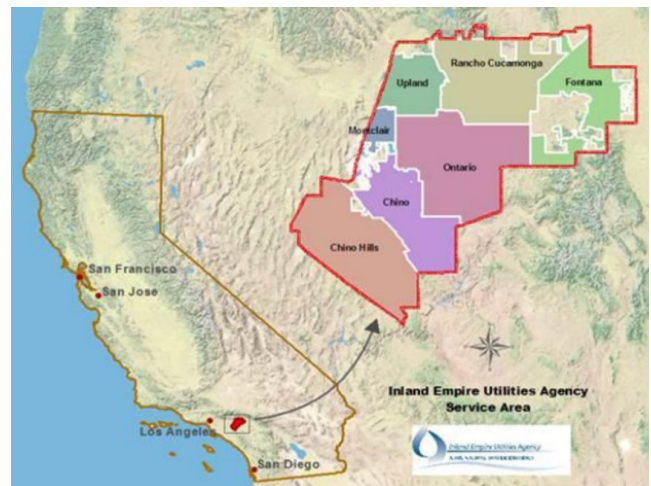 Rancho Cucamonga
Upland
Fontana
Montclair
Ontario
Chino
Chino Hills
San Francisco
San Jose
Inland Empire Utilities Agency
Service Area
Los Angeles
San Diego
Inland Empire Utilities Agency